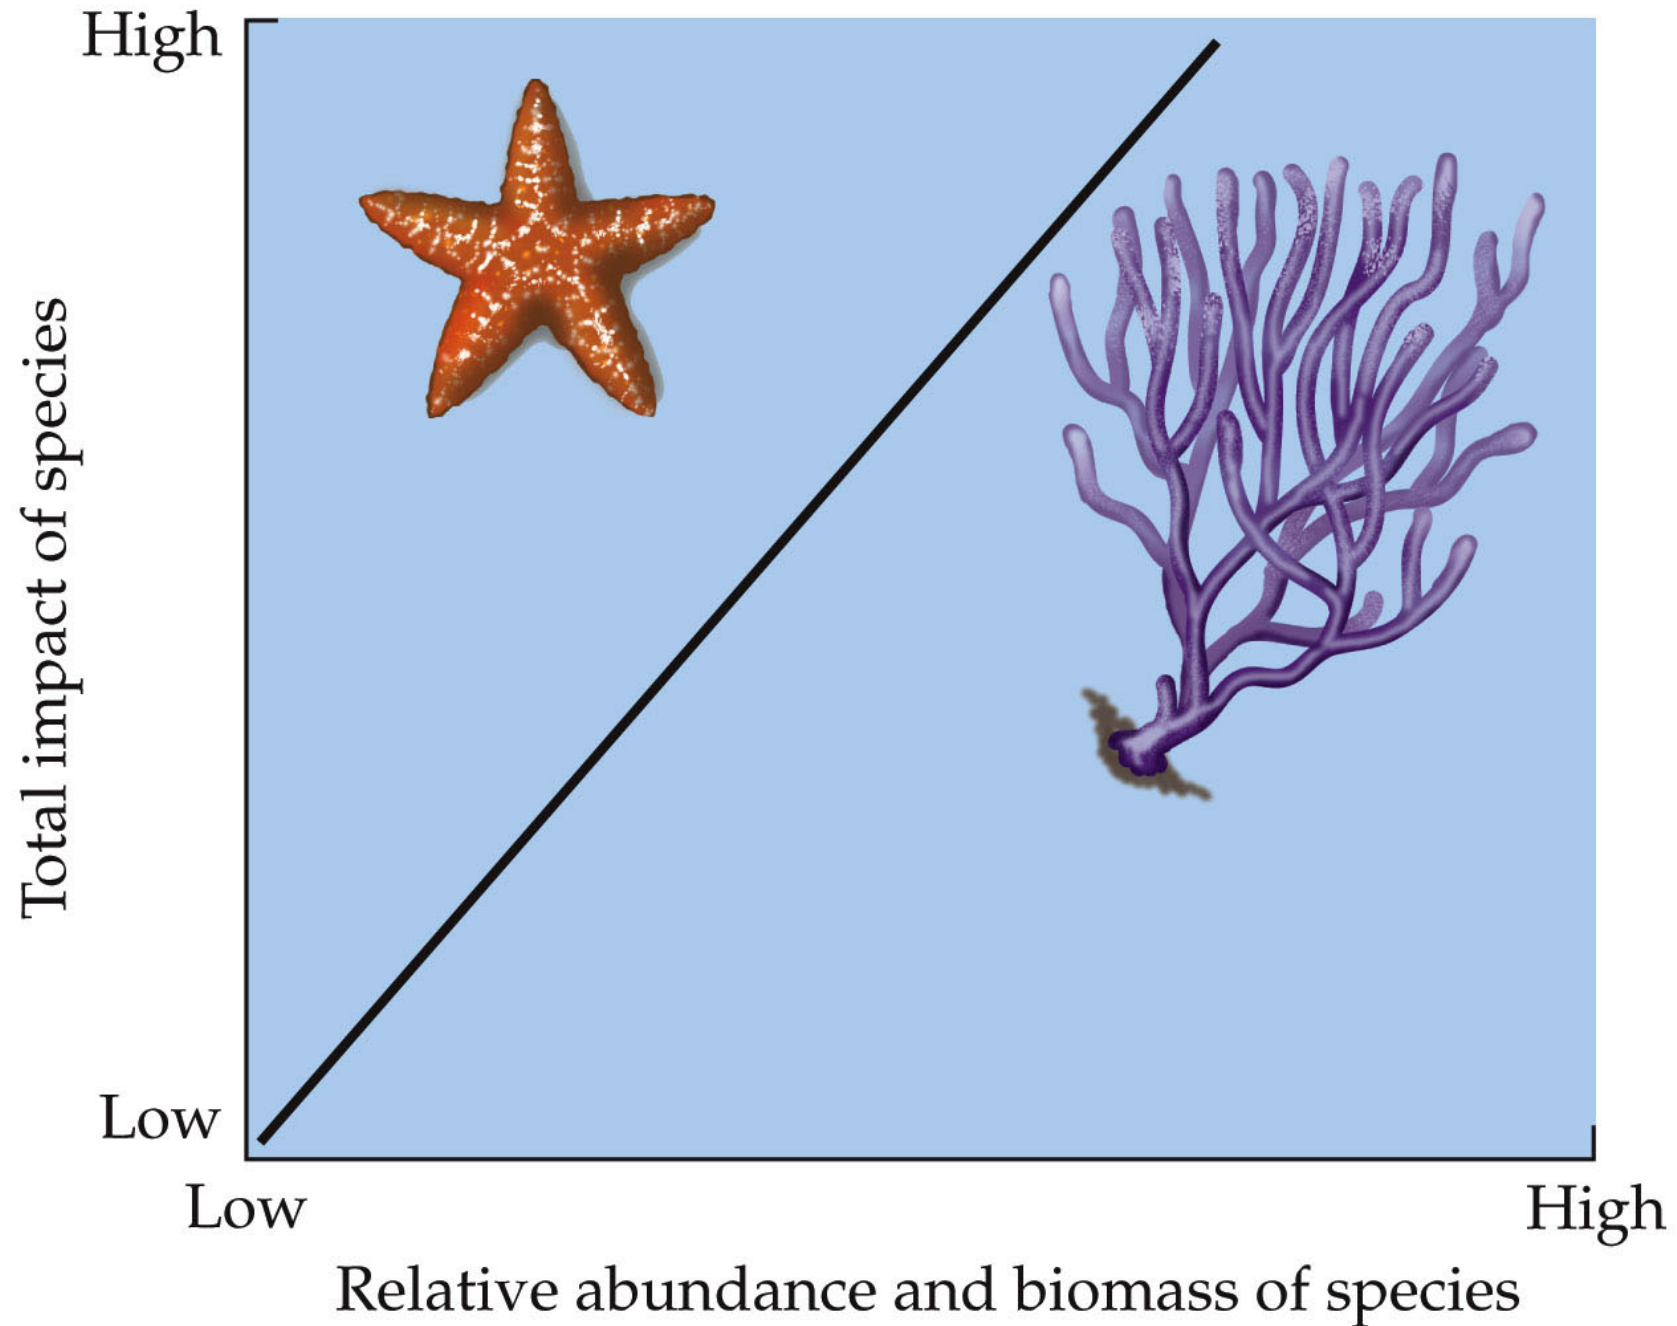 High
Total impact of species
Low
Low
High
Relative abundance and biomass of species